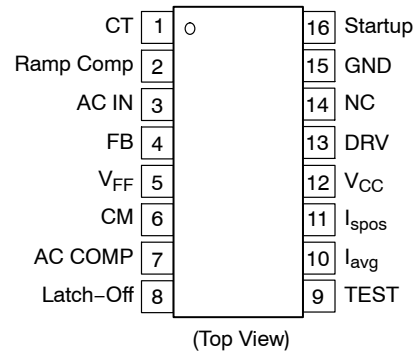 CT 1 16 Startup
Ramp Comp 2 15 GND
AC IN 3 14 NC
FB 4 13 DRV
VFF 5 12 VCC
CM 6 11 Ispos
AC COMP 7 10 Iavg
Latch−Off 8 9 TEST
(Top View)